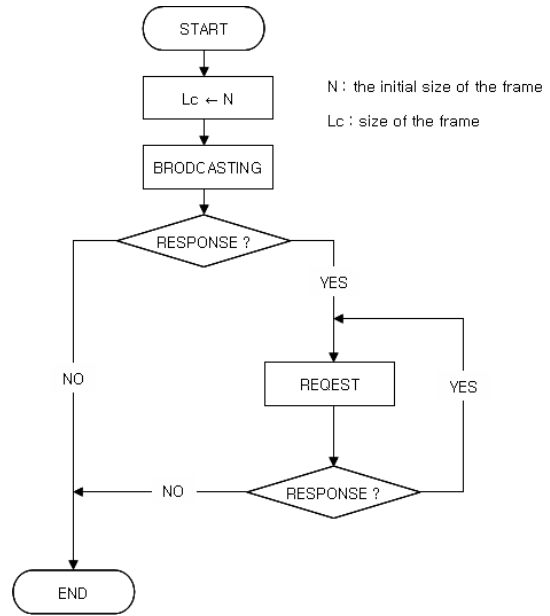 START
Lc ← N
N : the initial size of the frame
Lc : size of the frame
BRODCASTING
RESPONSE ?
YES
NO
REQEST
YES
NO
RESPONSE ?
END